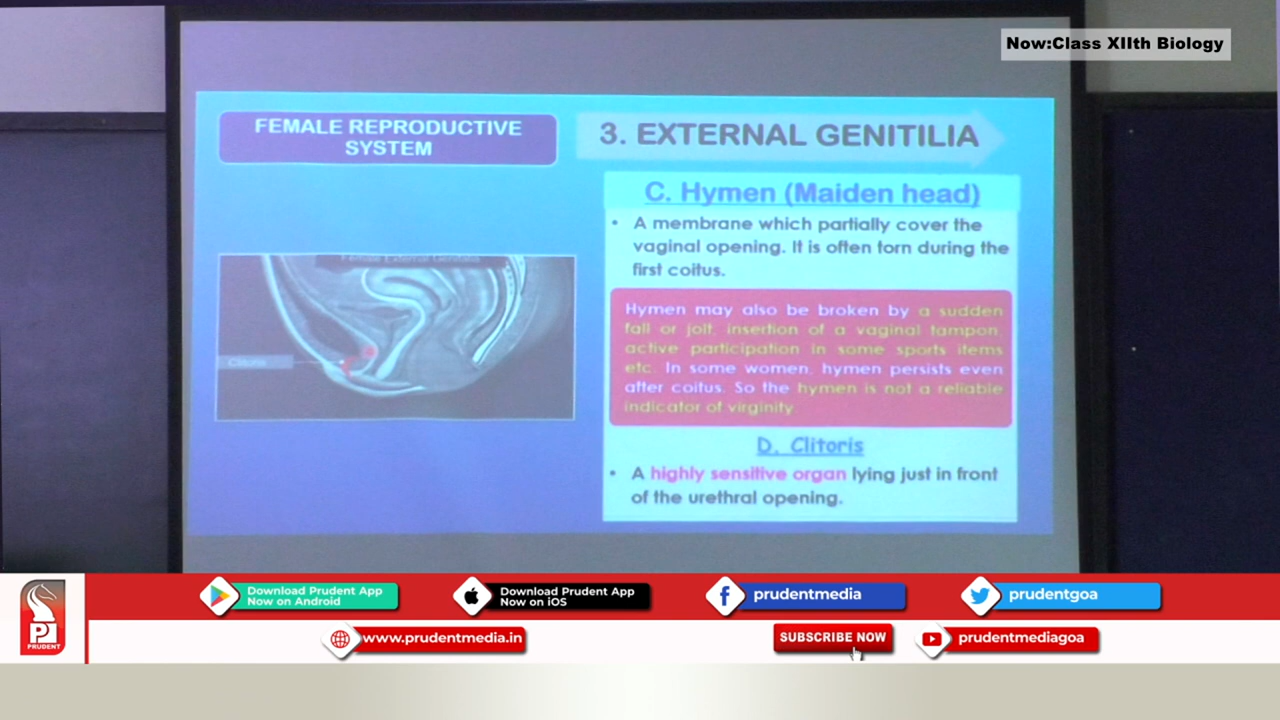 Now:Class XIIth Biology
FEMALE REPRODUCTIVE
SYSTEM
3. EXTERNAL GENITILIA
C. Hymen (Maiden head)
• A membrane which partially cover the
vaginal opening. It is often torn during the
first coitus.
Female External Genitalia
Clitoris
Hymen may also be broken by a sudden
fall or jolt, insertion of a vaginal tampon,
active participation in some sports items
etc. In some women, hymen persists even
after coitus. So the hymen is not a reliable
indicator of virginity
D. Clitoris
• A highly sensitive organ lying just in front
of the urethral opening.
Download Prudent App
Now on Android
Download Prudent App
Now on iOS
prudentmedia
prudentgoa
PRUDENT
www.prudentmedia.in
SUBSCRIBE NOW
prudentmediagoa